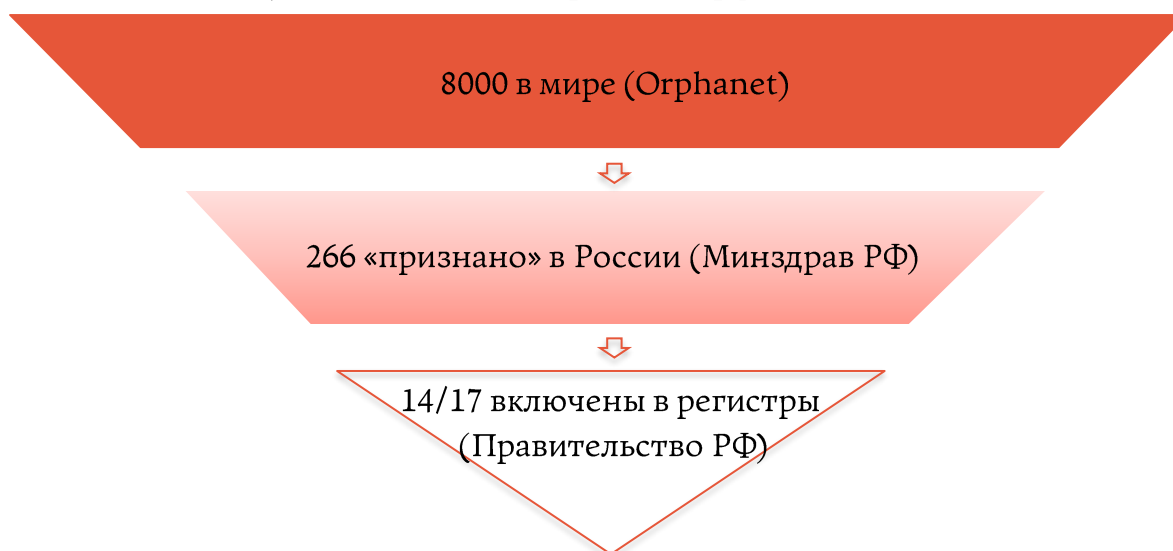 8000 в мире (Orphanet)
266 «признано» в России (Минздрав РФ)
14/17 включены в регистры
(Правительство РФ)